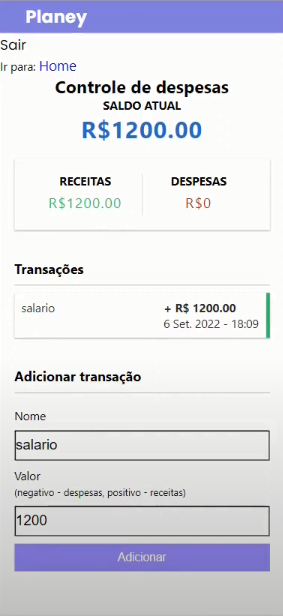 Planey
Sair
Ir para: Home
Controle de despesas
SALDO ATUAL
R$1200.00
RECEITAS
DESPESAS
R$1200.00
R$0
Transações
salario
+ R$ 1200.00
6 Set. 2022 - 18:09
Adicionar transação
Nome
salario
Valor
(negativo - despesas, positivo - receitas)
1200
Adicionar